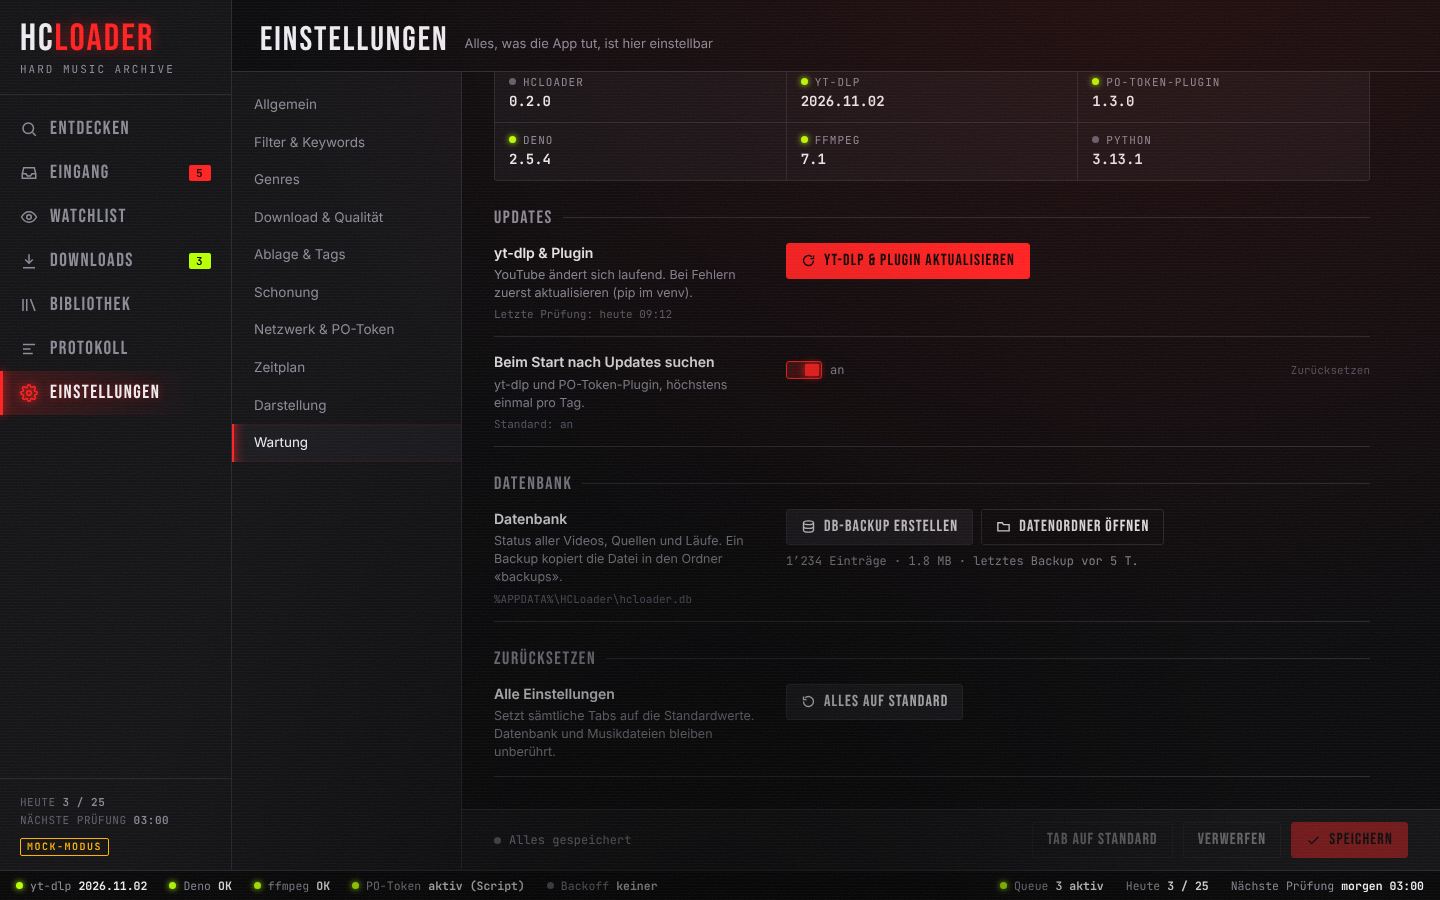 HCLOADER
HARD MUSIC ARCHIVE
ENTDECKEN
EINGANG 5
WATCHLIST
DOWNLOADS 3
BIBLIOTHEK
PROTOKOLL
EINSTELLUNGEN
HEUTE 3 / 25
NÄCHSTE PRÜFUNG 03:00
MOCK-MODUS
EINSTELLUNGEN Alles, was die App tut, ist hier einstellbar
Allgemein
Filter & Keywords
Genres
Download & Qualität
Ablage & Tags
Schonung
Netzwerk & PO-Token
Zeitplan
Darstellung
Wartung
HCLOADER
0.2.0
YT-DLP
2026.11.02
PO-TOKEN-PLUGIN
1.3.0
DENO
2.5.4
FFMPEG
7.1
PYTHON
3.13.1
UPDATES
yt-dlp & Plugin
YouTube ändert sich laufend. Bei Fehlern
zuerst aktualisieren (pip im venv).
Letzte Prüfung: heute 09:12
YT-DLP & PLUGIN AKTUALISIEREN
Beim Start nach Updates suchen
yt-dlp und PO-Token-Plugin, höchstens
einmal pro Tag.
Standard: an
an
Zurücksetzen
DATENBANK
Datenbank
Status aller Videos, Quellen und Läufe. Ein
Backup kopiert die Datei in den Ordner
«backups».
%APPDATA%\HCLoader\hcloader.db
DB-BACKUP ERSTELLEN
DATENORDNER ÖFFNEN
1’234 Einträge · 1.8 MB · letztes Backup vor 5 T.
ZURÜCKSETZEN
Alle Einstellungen
Setzt sämtliche Tabs auf die Standardwerte.
Datenbank und Musikdateien bleiben
unberührt.
ALLES AUF STANDARD
Alles gespeichert
TAB AUF STANDARD
VERWERFEN
SPEICHERN
yt-dlp 2026.11.02 Deno OK ffmpeg OK PO-Token aktiv (Script) Backoff keiner Queue 3 aktiv Heute 3 / 25 Nächste Prüfung morgen 03:00